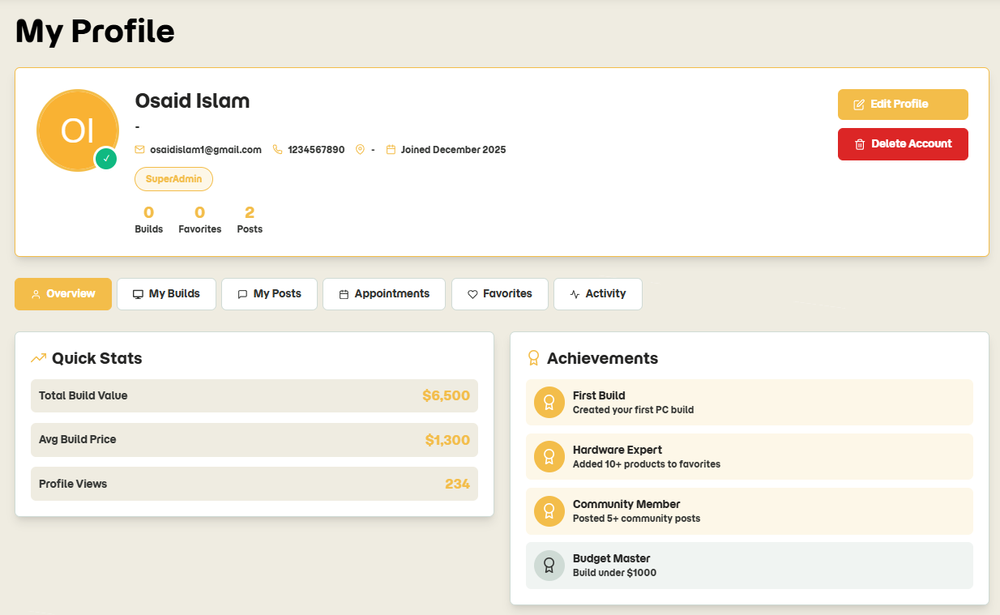 My Profile
OI
✓
Osaid Islam
-
osaidislam1@gmail.com 1234567890 - Joined December 2025
SuperAdmin
0 0 2
Builds Favorites Posts
Edit Profile
Delete Account
Overview My Builds My Posts Appointments Favorites Activity
Quick Stats
Total Build Value $6,500
Avg Build Price $1,300
Profile Views 234
Achievements
First Build
Created your first PC build
Hardware Expert
Added 10+ products to favorites
Community Member
Posted 5+ community posts
Budget Master
Build under $1000